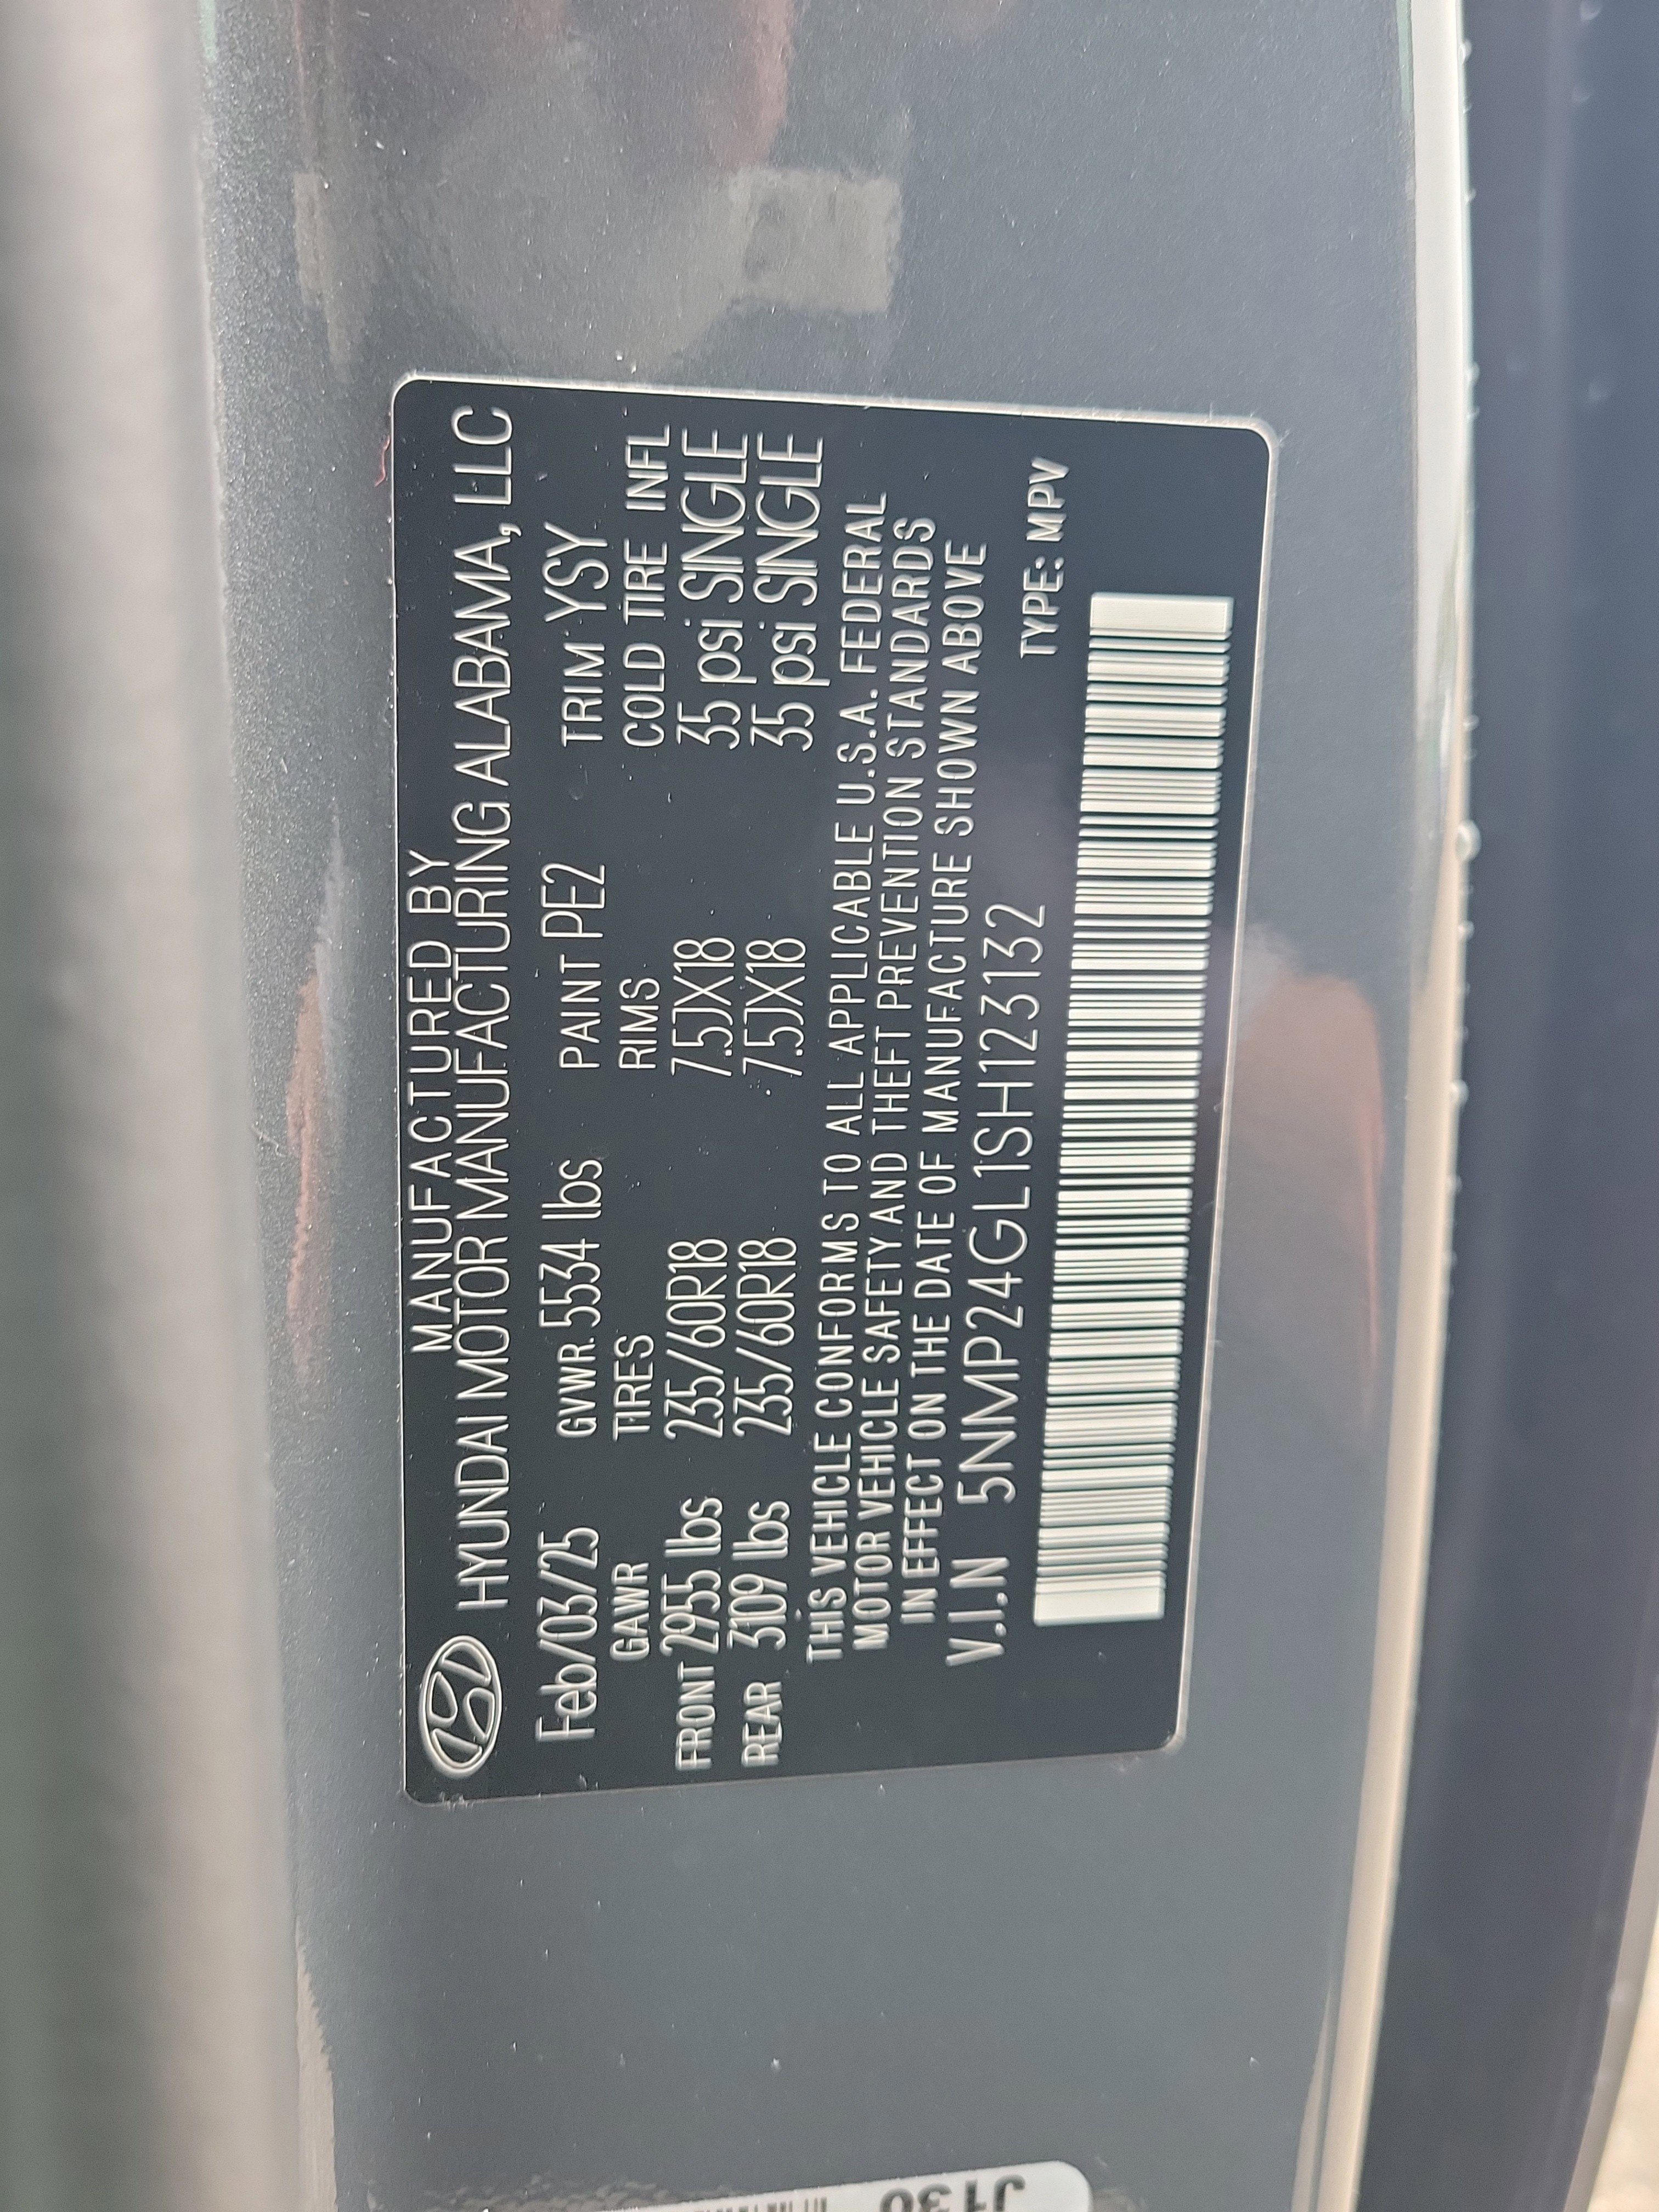 MANUFACTURED BY
HYUNDAI MOTOR MANUFACTURING ALABAMA, LLC
Feb/03/25 GVWR. 5534 lbs PAINT PE2 TRIM YSY
GAWR TIRES RIMS COLD TIRE INFL
FRONT 2955 lbs 235/60R18 7.5JX18 35 psi SINGLE
REAR 3109 lbs 235/60R18 7.5JX18 35 psi SINGLE
THIS VEHICLE CONFORMS TO ALL APPLICABLE U.S.A. FEDERAL
MOTOR VEHICLE SAFETY AND THEFT PREVENTION STANDARDS
IN EFFECT ON THE DATE OF MANUFACTURE SHOWN ABOVE
V.I.N 5NMP24GL1SH123132 TYPE: MPV
J130